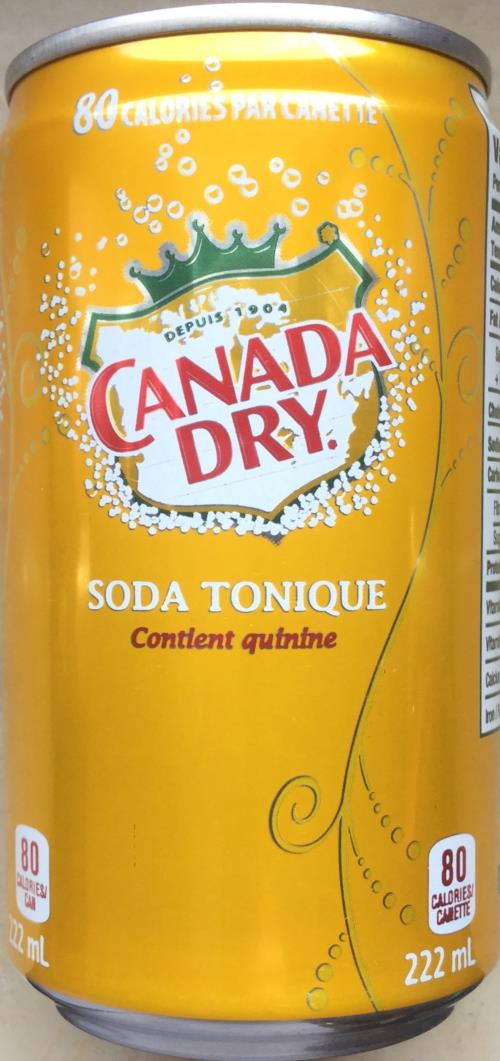 80 CALORIES PAR CANETTE
DEPUIS 1904
CANADA
DRY.
SODA TONIQUE
Contient quinine
80
CALORIES/
CAN
222 mL
80
CALORIES/
CANETTE
222 mL